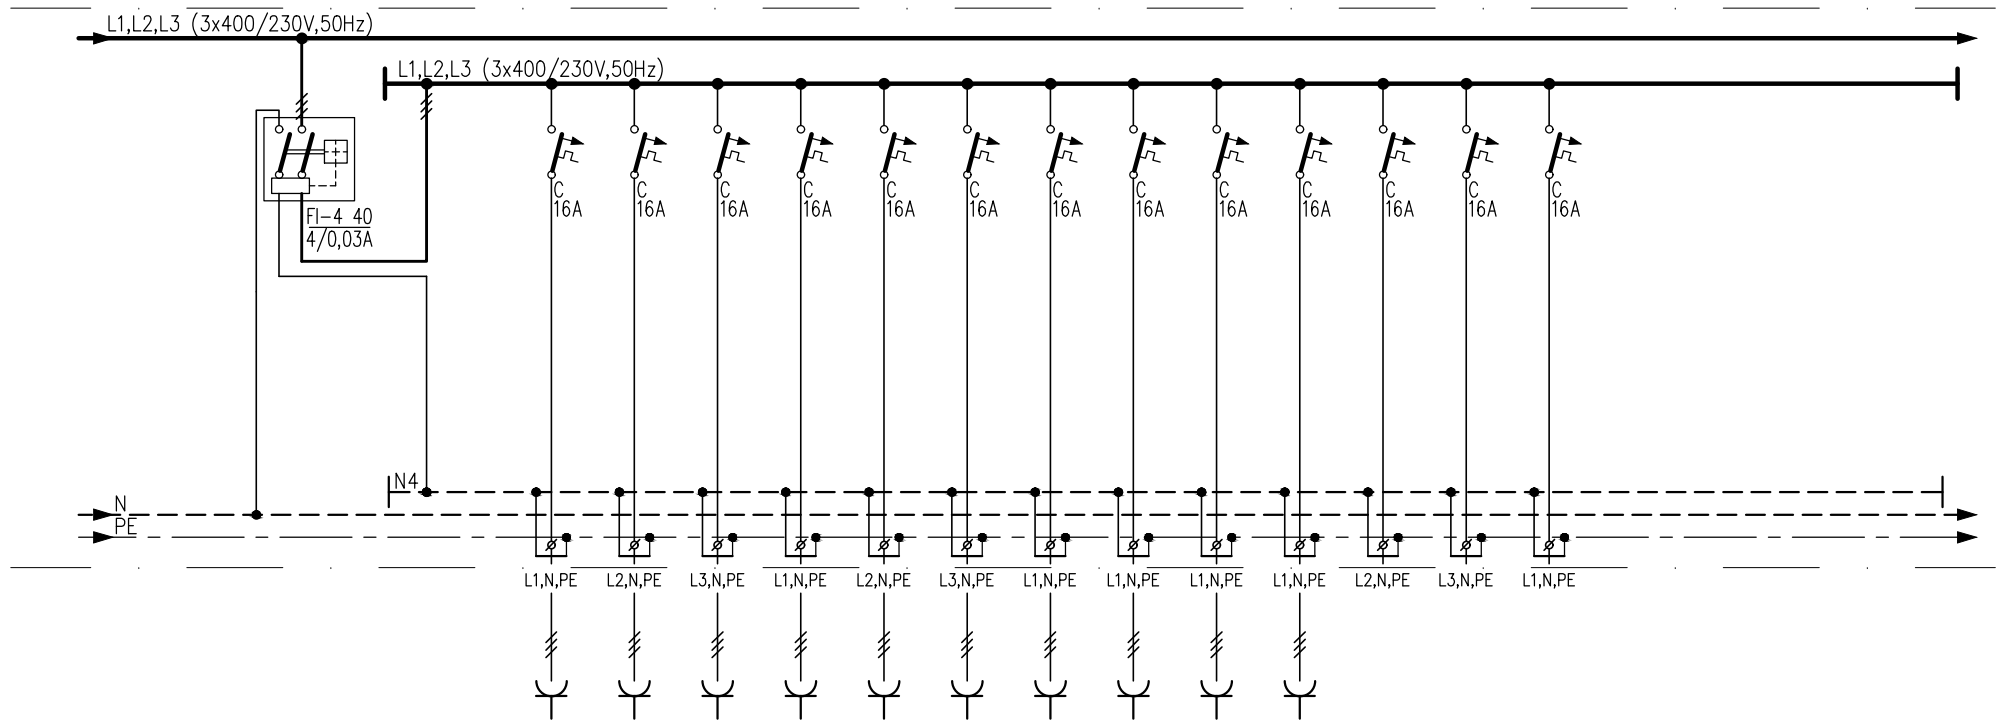 L1,L2,L3 (3x400/230V,50Hz)
L1,L2,L3 (3x400/230V,50Hz)
C C C C C C C C C C C C C
16A 16A 16A 16A 16A 16A 16A 16A 16A 16A 16A 16A 16A
FI-4 40
4/0,03A
N4
N
PE
L1,N,PE L2,N,PE L3,N,PE L1,N,PE L2,N,PE L3,N,PE L1,N,PE L1,N,PE L1,N,PE L1,N,PE L2,N,PE L3,N,PE L1,N,PE